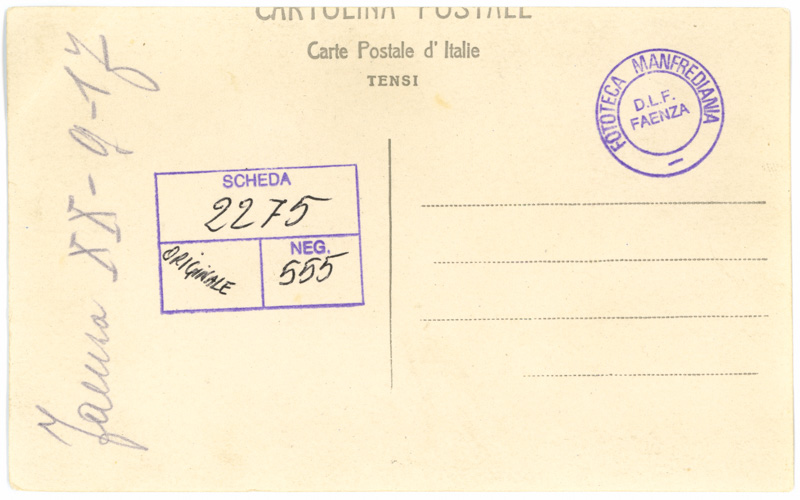 CARTOLINA POSTALE
Carte Postale d' Italie
TENSI
FOTOTECA MANFREDIANA
D.L.F.
FAENZA
SCHEDA
2275
ORIGINALE
NEG.
555
Faenza XX-9-17